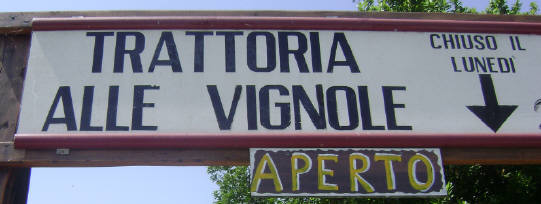 TRATTORIA
ALLE VIGNOLE
CHIUSO IL
LUNEDI
APERTO